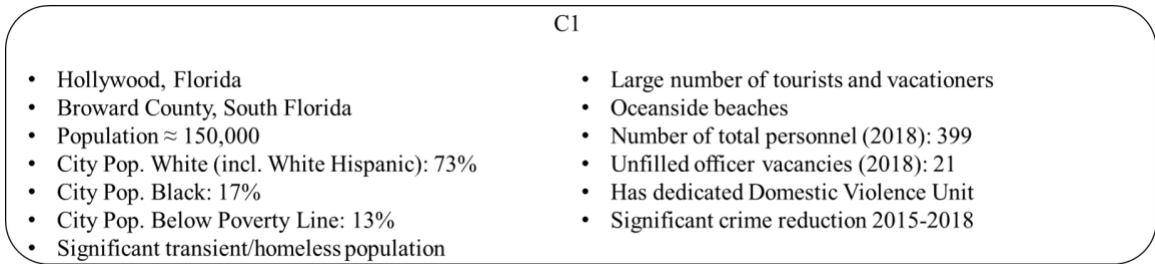 C1
• Hollywood, Florida
• Broward County, South Florida
• Population ≈ 150,000
• City Pop. White (incl. White Hispanic): 73%
• City Pop. Black: 17%
• City Pop. Below Poverty Line: 13%
• Significant transient/homeless population
• Large number of tourists and vacationers
• Oceanside beaches
• Number of total personnel (2018): 399
• Unfilled officer vacancies (2018): 21
• Has dedicated Domestic Violence Unit
• Significant crime reduction 2015-2018